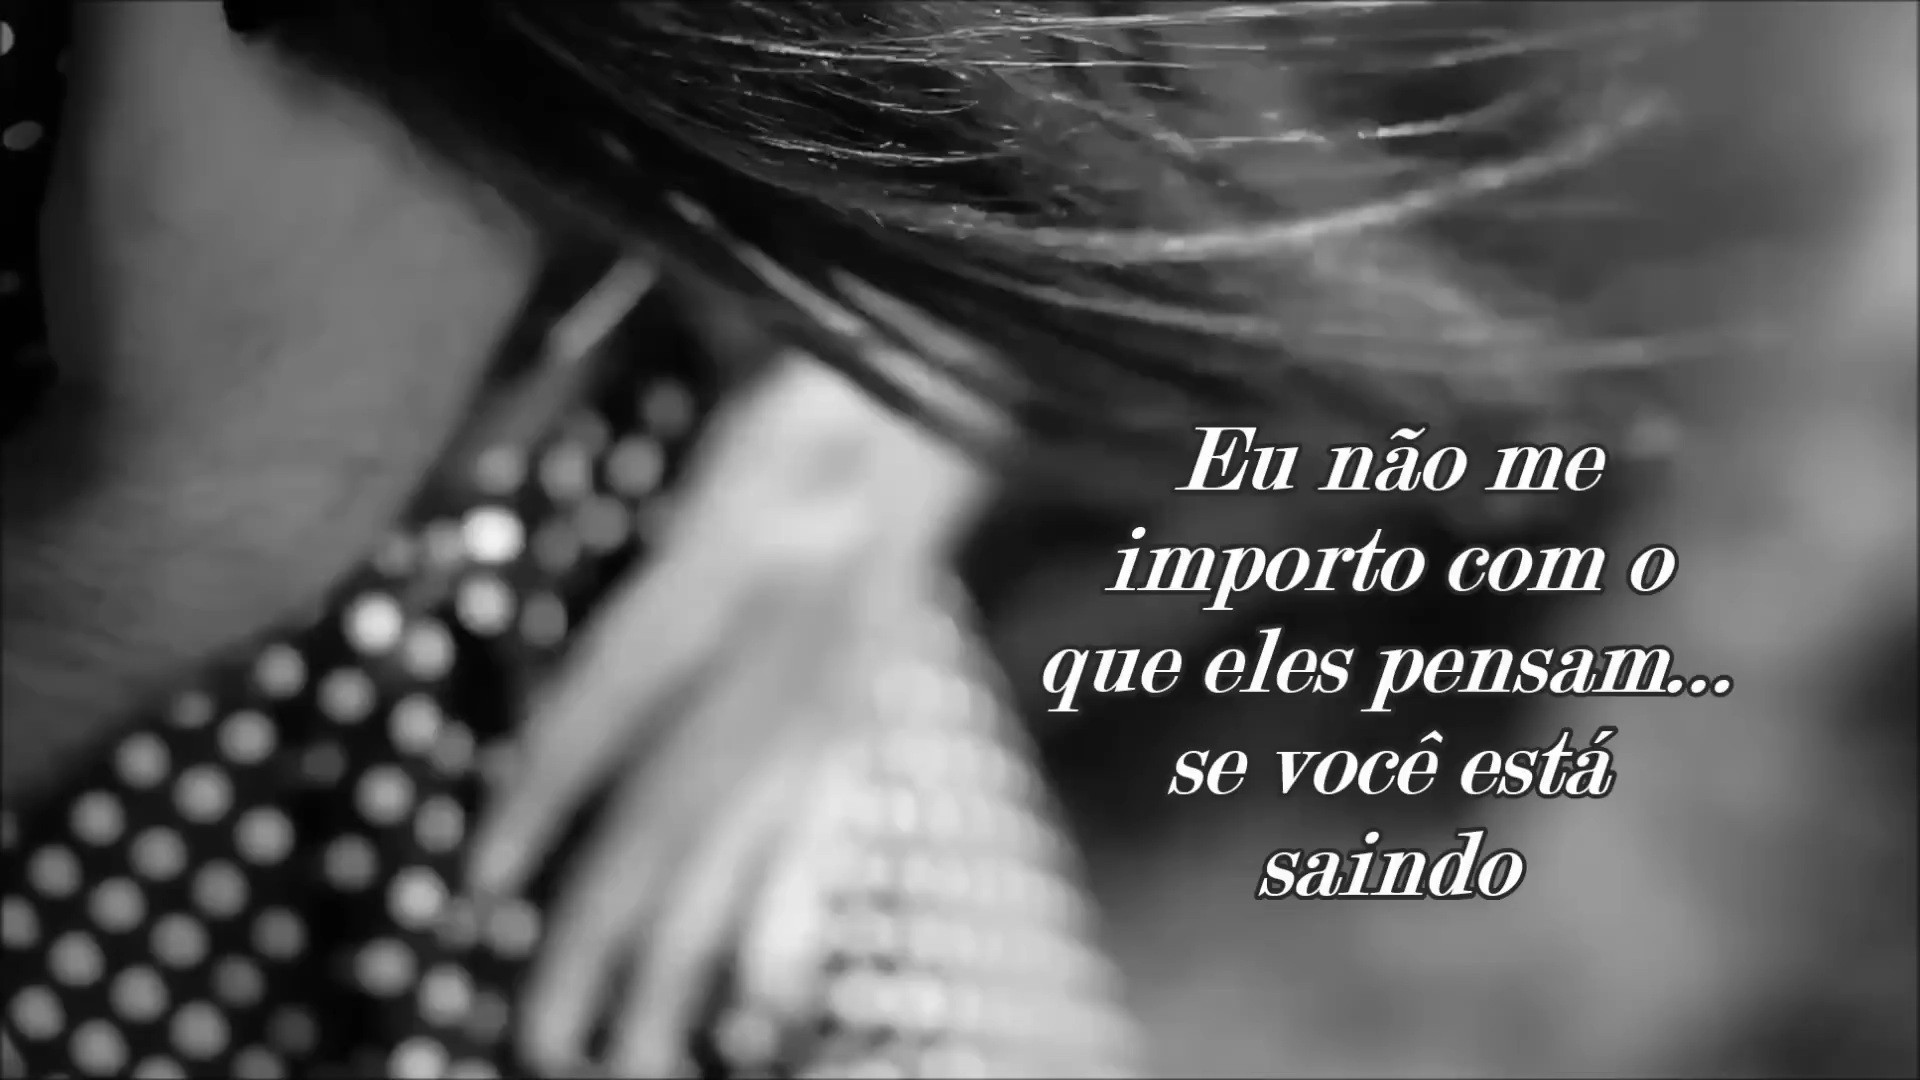 Eu não me
importo com o
que eles pensam...
se você está
saindo